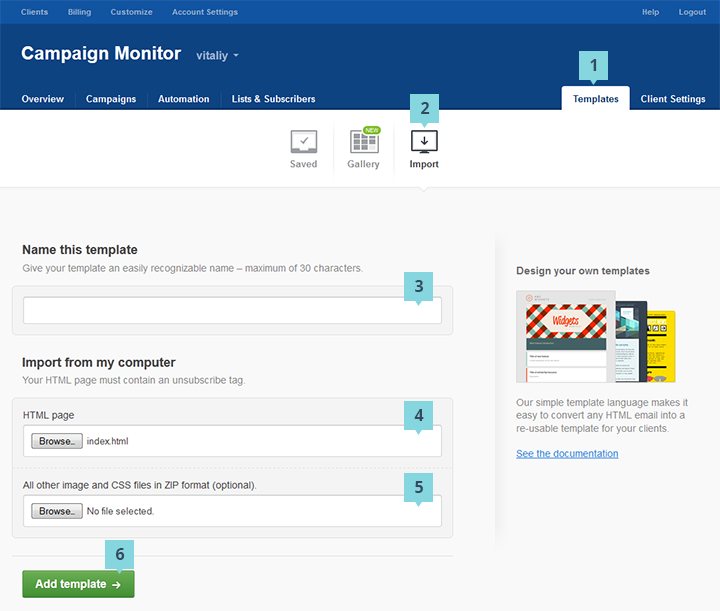 Clients Billing Customize Account Settings Help Logout
Campaign Monitor vitaliy
1
Overview Campaigns Automation Lists & Subscribers Templates Client Settings
2
NEW
Saved Gallery Import
Name this template
Give your template an easily recognizable name – maximum of 30 characters.
3
Import from my computer
Your HTML page must contain an unsubscribe tag.
HTML page
4
Browse.. index.html
All other image and CSS files in ZIP format (optional).
5
Browse.. No file selected.
6
Add template →
Design your own templates
Widgets
Our simple template language makes it
easy to convert any HTML email into a
re-usable template for your clients.
See the documentation